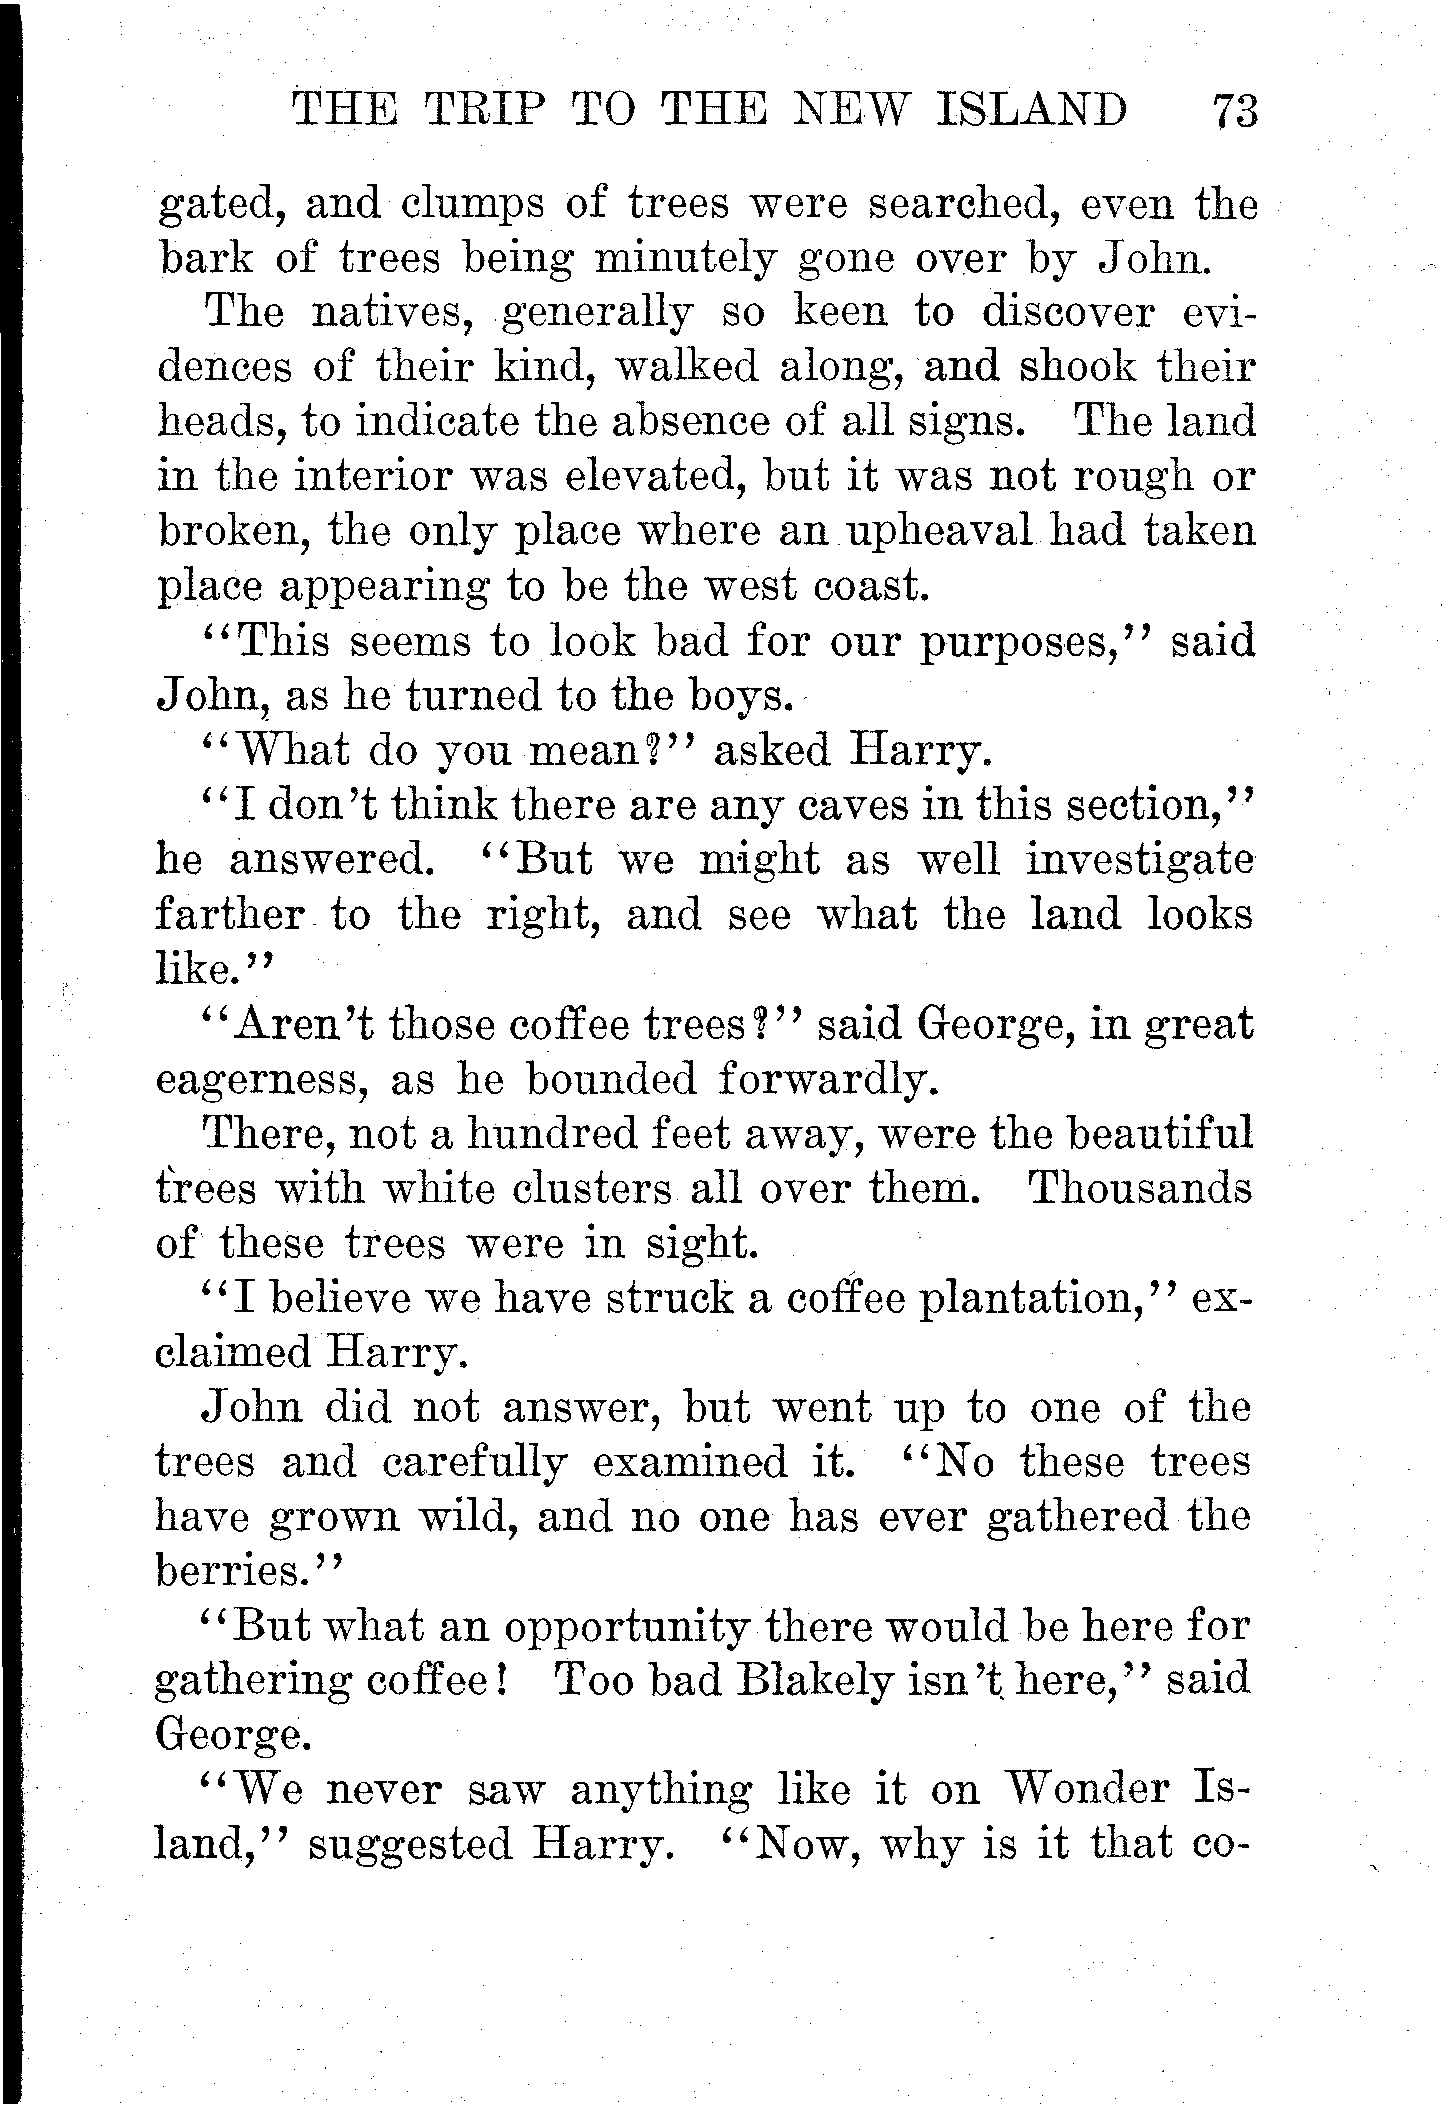 THE TRIP TO THE NEW ISLAND 73
gated, and clumps of trees were searched, even the
bark of trees being minutely gone over by John.
The natives, generally so keen to discover evi-
dences of their kind, walked along, and shook their
heads, to indicate the absence of all signs. The land
in the interior was elevated, but it was not rough or
broken, the only place where an upheaval had taken
place appearing to be the west coast.
"This seems to look bad for our purposes," said
John, as he turned to the boys.
"What do you mean?" asked Harry.
"I don't think there are any caves in this section,"
he answered. "But we might as well investigate
farther to the right, and see what the land looks
like."
"Aren't those coffee trees?" said George, in great
eagerness, as he bounded forwardly.
There, not a hundred feet away, were the beautiful
trees with white clusters all over them. Thousands
of these trees were in sight.
"I believe we have struck a coffee plantation," ex-
claimed Harry.
John did not answer, but went up to one of the
trees and carefully examined it. "No these trees
have grown wild, and no one has ever gathered the
berries."
"But what an opportunity there would be here for
gathering coffee! Too bad Blakely isn't here," said
George.
"We never saw anything like it on Wonder Is-
land," suggested Harry. "Now, why is it that co-